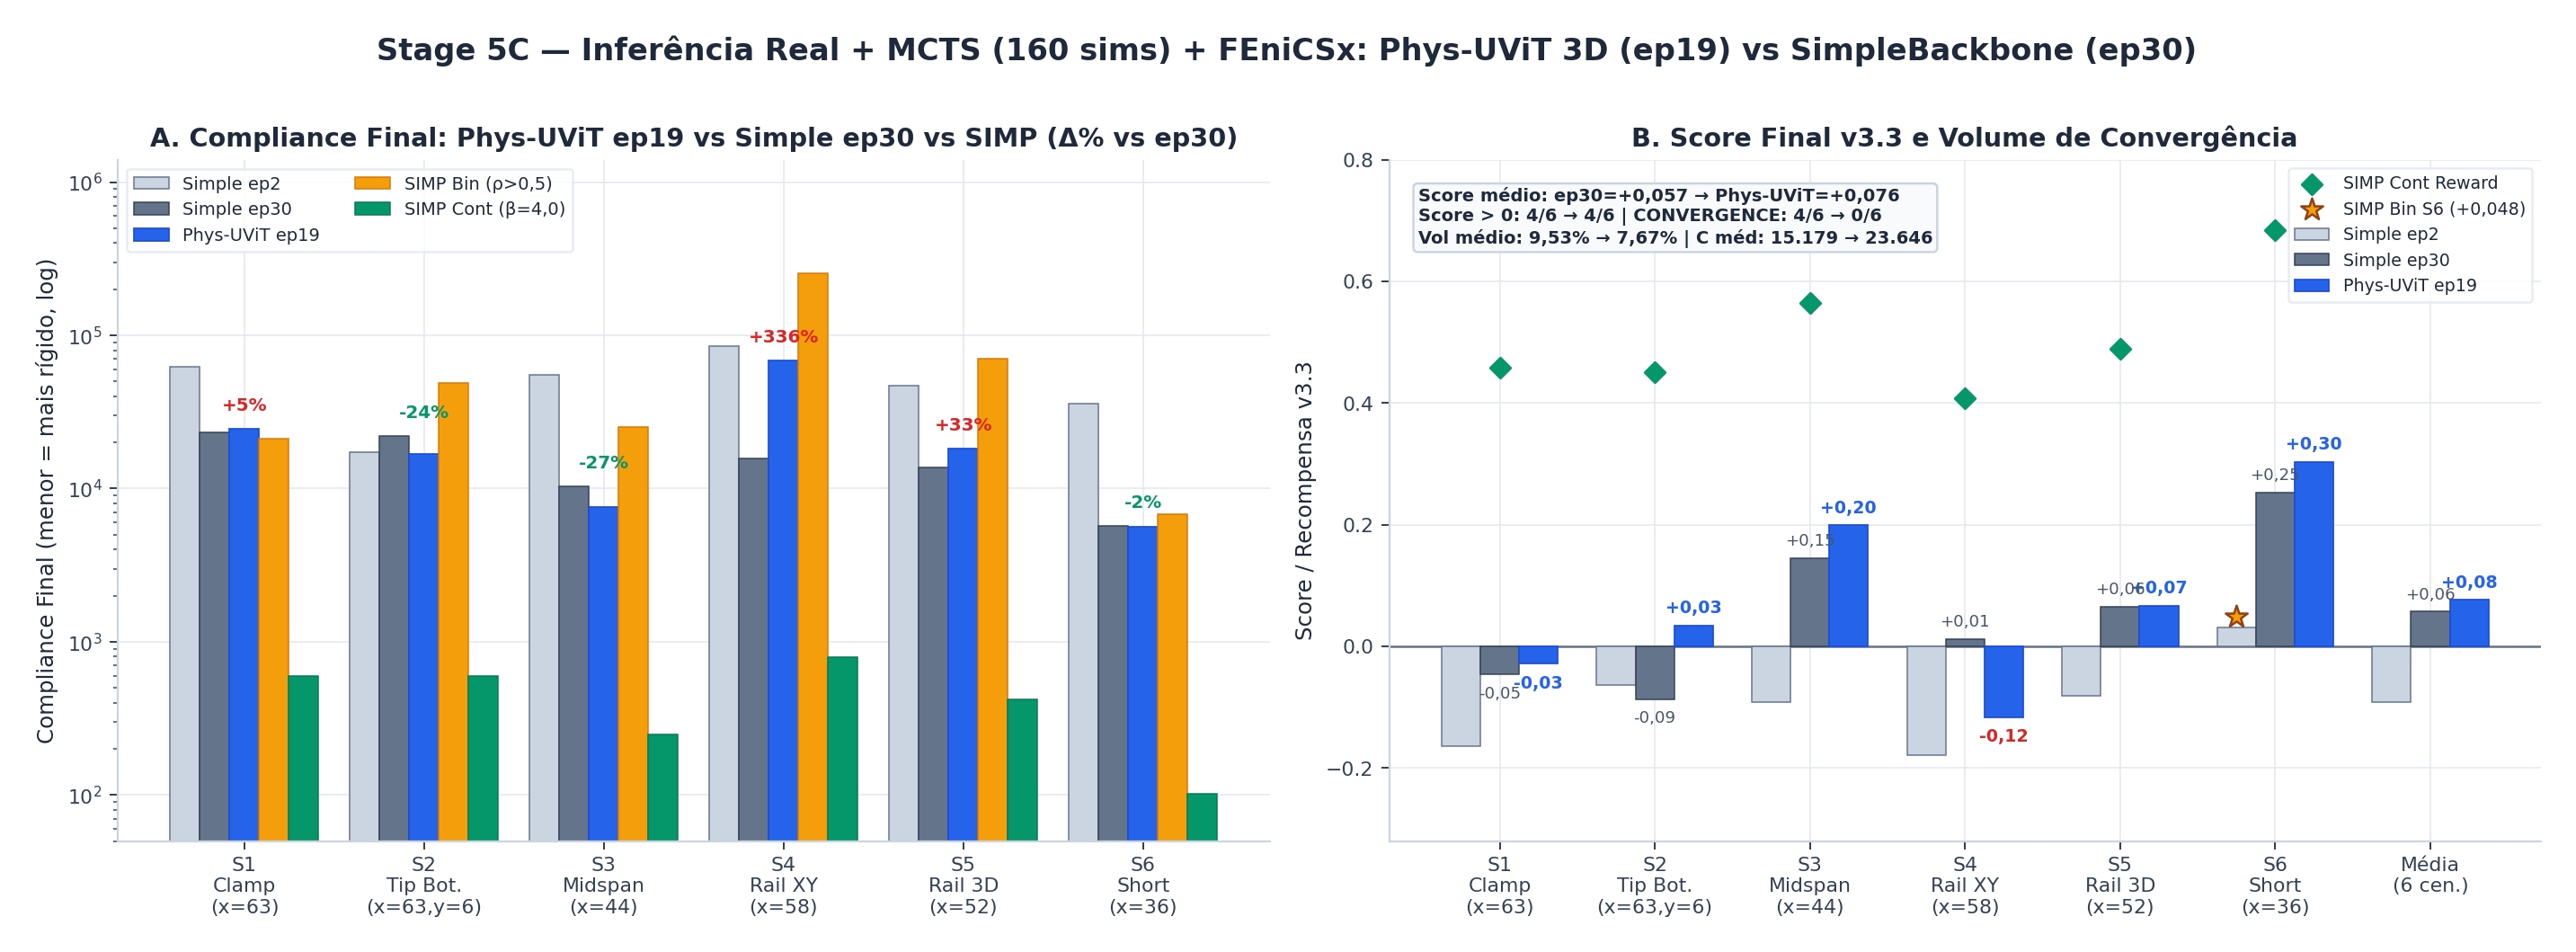 Stage 5C — Inferência Real + MCTS (160 sims) + FEniCSx: Phys-UViT 3D (ep19) vs SimpleBackbone (ep30)
A. Compliance Final: Phys-UViT ep19 vs Simple ep30 vs SIMP (Δ% vs ep30)
Compliance Final (menor = mais rígido, log)
10⁶
10⁵
10⁴
10³
10²
Simple ep2
Simple ep30
Phys-UViT ep19
SIMP Bin (ρ>0,5)
SIMP Cont (β=4,0)
+5%
-24%
-27%
+336%
+33%
-2%
S1
Clamp
(x=63)
S2
Tip Bot.
(x=63,y=6)
S3
Midspan
(x=44)
S4
Rail XY
(x=58)
S5
Rail 3D
(x=52)
S6
Short
(x=36)
B. Score Final v3.3 e Volume de Convergência
Score / Recompensa v3.3
0.8
0.6
0.4
0.2
0.0
−0.2
Score médio: ep30=+0,057 → Phys-UViT=+0,076
Score > 0: 4/6 → 4/6 | CONVERGENCE: 4/6 → 0/6
Vol médio: 9,53% → 7,67% | C méd: 15.179 → 23.646
SIMP Cont Reward
SIMP Bin S6 (+0,048)
Simple ep2
Simple ep30
Phys-UViT ep19
-0,05
-0,03
-0,09
+0,03
+0,15
+0,20
+0,01
-0,12
+0,07
+0,25
+0,30
+0,06
+0,08
S1
Clamp
(x=63)
S2
Tip Bot.
(x=63,y=6)
S3
Midspan
(x=44)
S4
Rail XY
(x=58)
S5
Rail 3D
(x=52)
S6
Short
(x=36)
Média
(6 cen.)